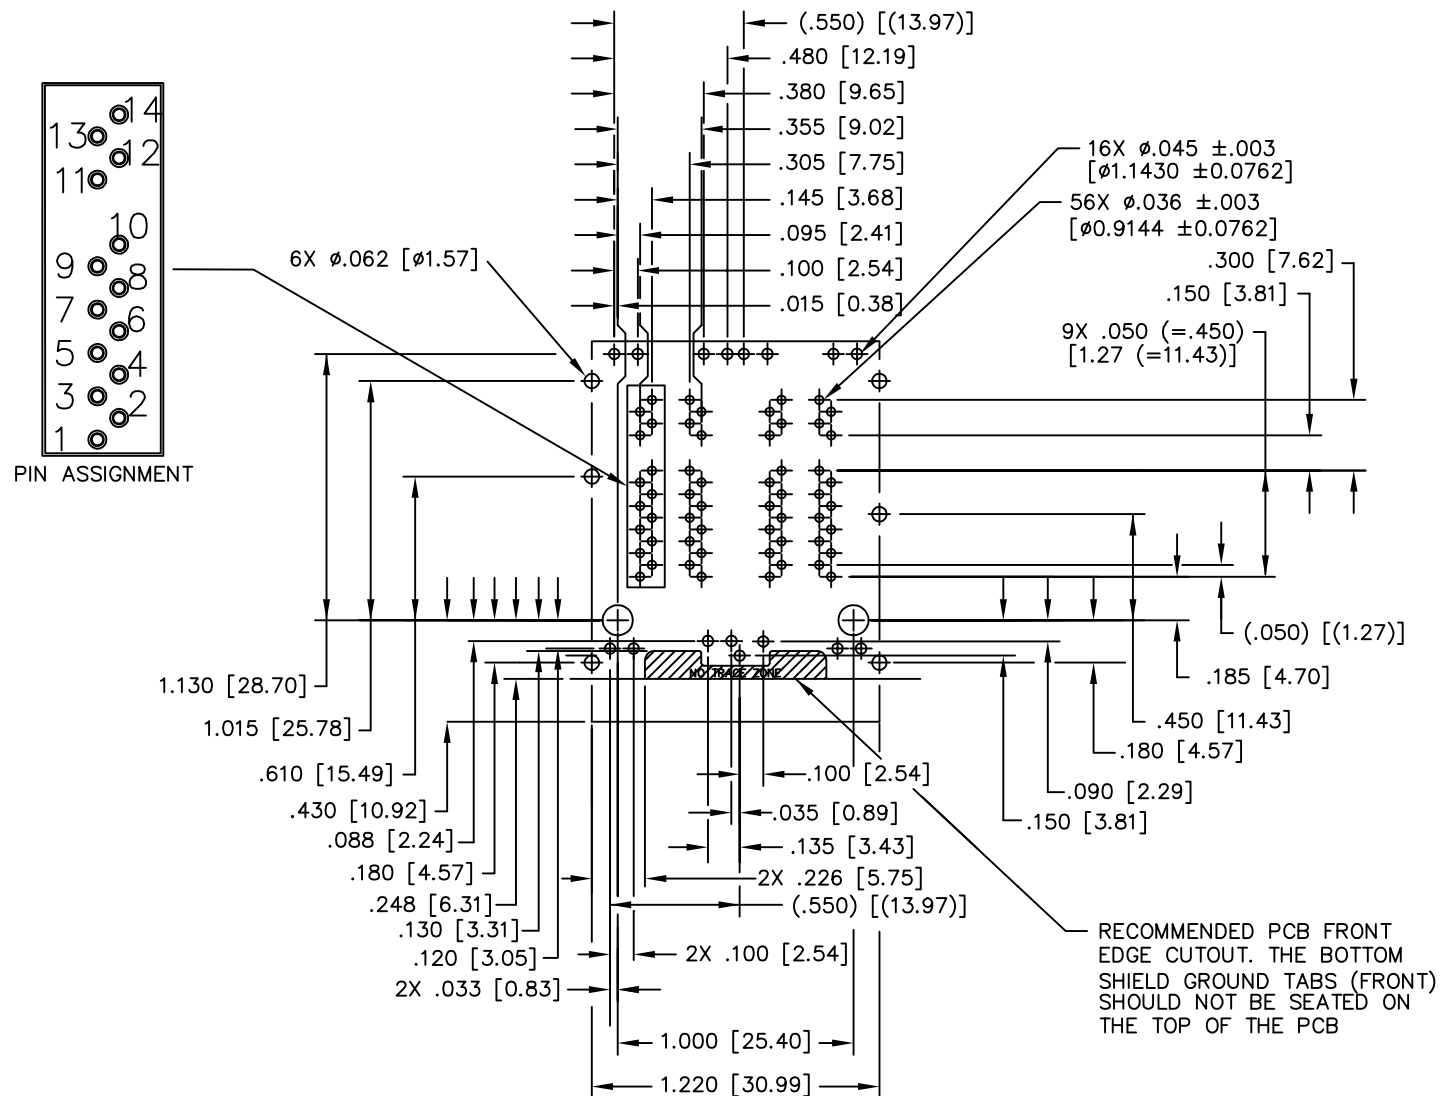 (.550) [(13.97)]
.480 [12.19]
.380 [9.65]
.355 [9.02]
.305 [7.75]
.145 [3.68]
.095 [2.41]
.100 [2.54]
.015 [0.38]
14
13
12
11
10
9
8
7
6
5
4
3
2
1
PIN ASSIGNMENT
6X ø.062 [ø1.57]
16X ø.045 ±.003
[ø1.1430 ±0.0762]
56X ø.036 ±.003
[ø0.9144 ±0.0762]
.300 [7.62]
.150 [3.81]
9X .050 (=.450)
[1.27 (=11.43)]
(.050) [(1.27)]
.185 [4.70]
.450 [11.43]
.180 [4.57]
.090 [2.29]
.150 [3.81]
NO TRACE ZONE
1.130 [28.70]
1.015 [25.78]
.610 [15.49]
.430 [10.92]
.088 [2.24]
.180 [4.57]
.248 [6.31]
.130 [3.31]
.120 [3.05]
2X .033 [0.83]
.100 [2.54]
.035 [0.89]
.135 [3.43]
2X .226 [5.75]
(.550) [(13.97)]
2X .100 [2.54]
1.000 [25.40]
1.220 [30.99]
RECOMMENDED PCB FRONT
EDGE CUTOUT. THE BOTTOM
SHIELD GROUND TABS (FRONT)
SHOULD NOT BE SEATED ON
THE TOP OF THE PCB